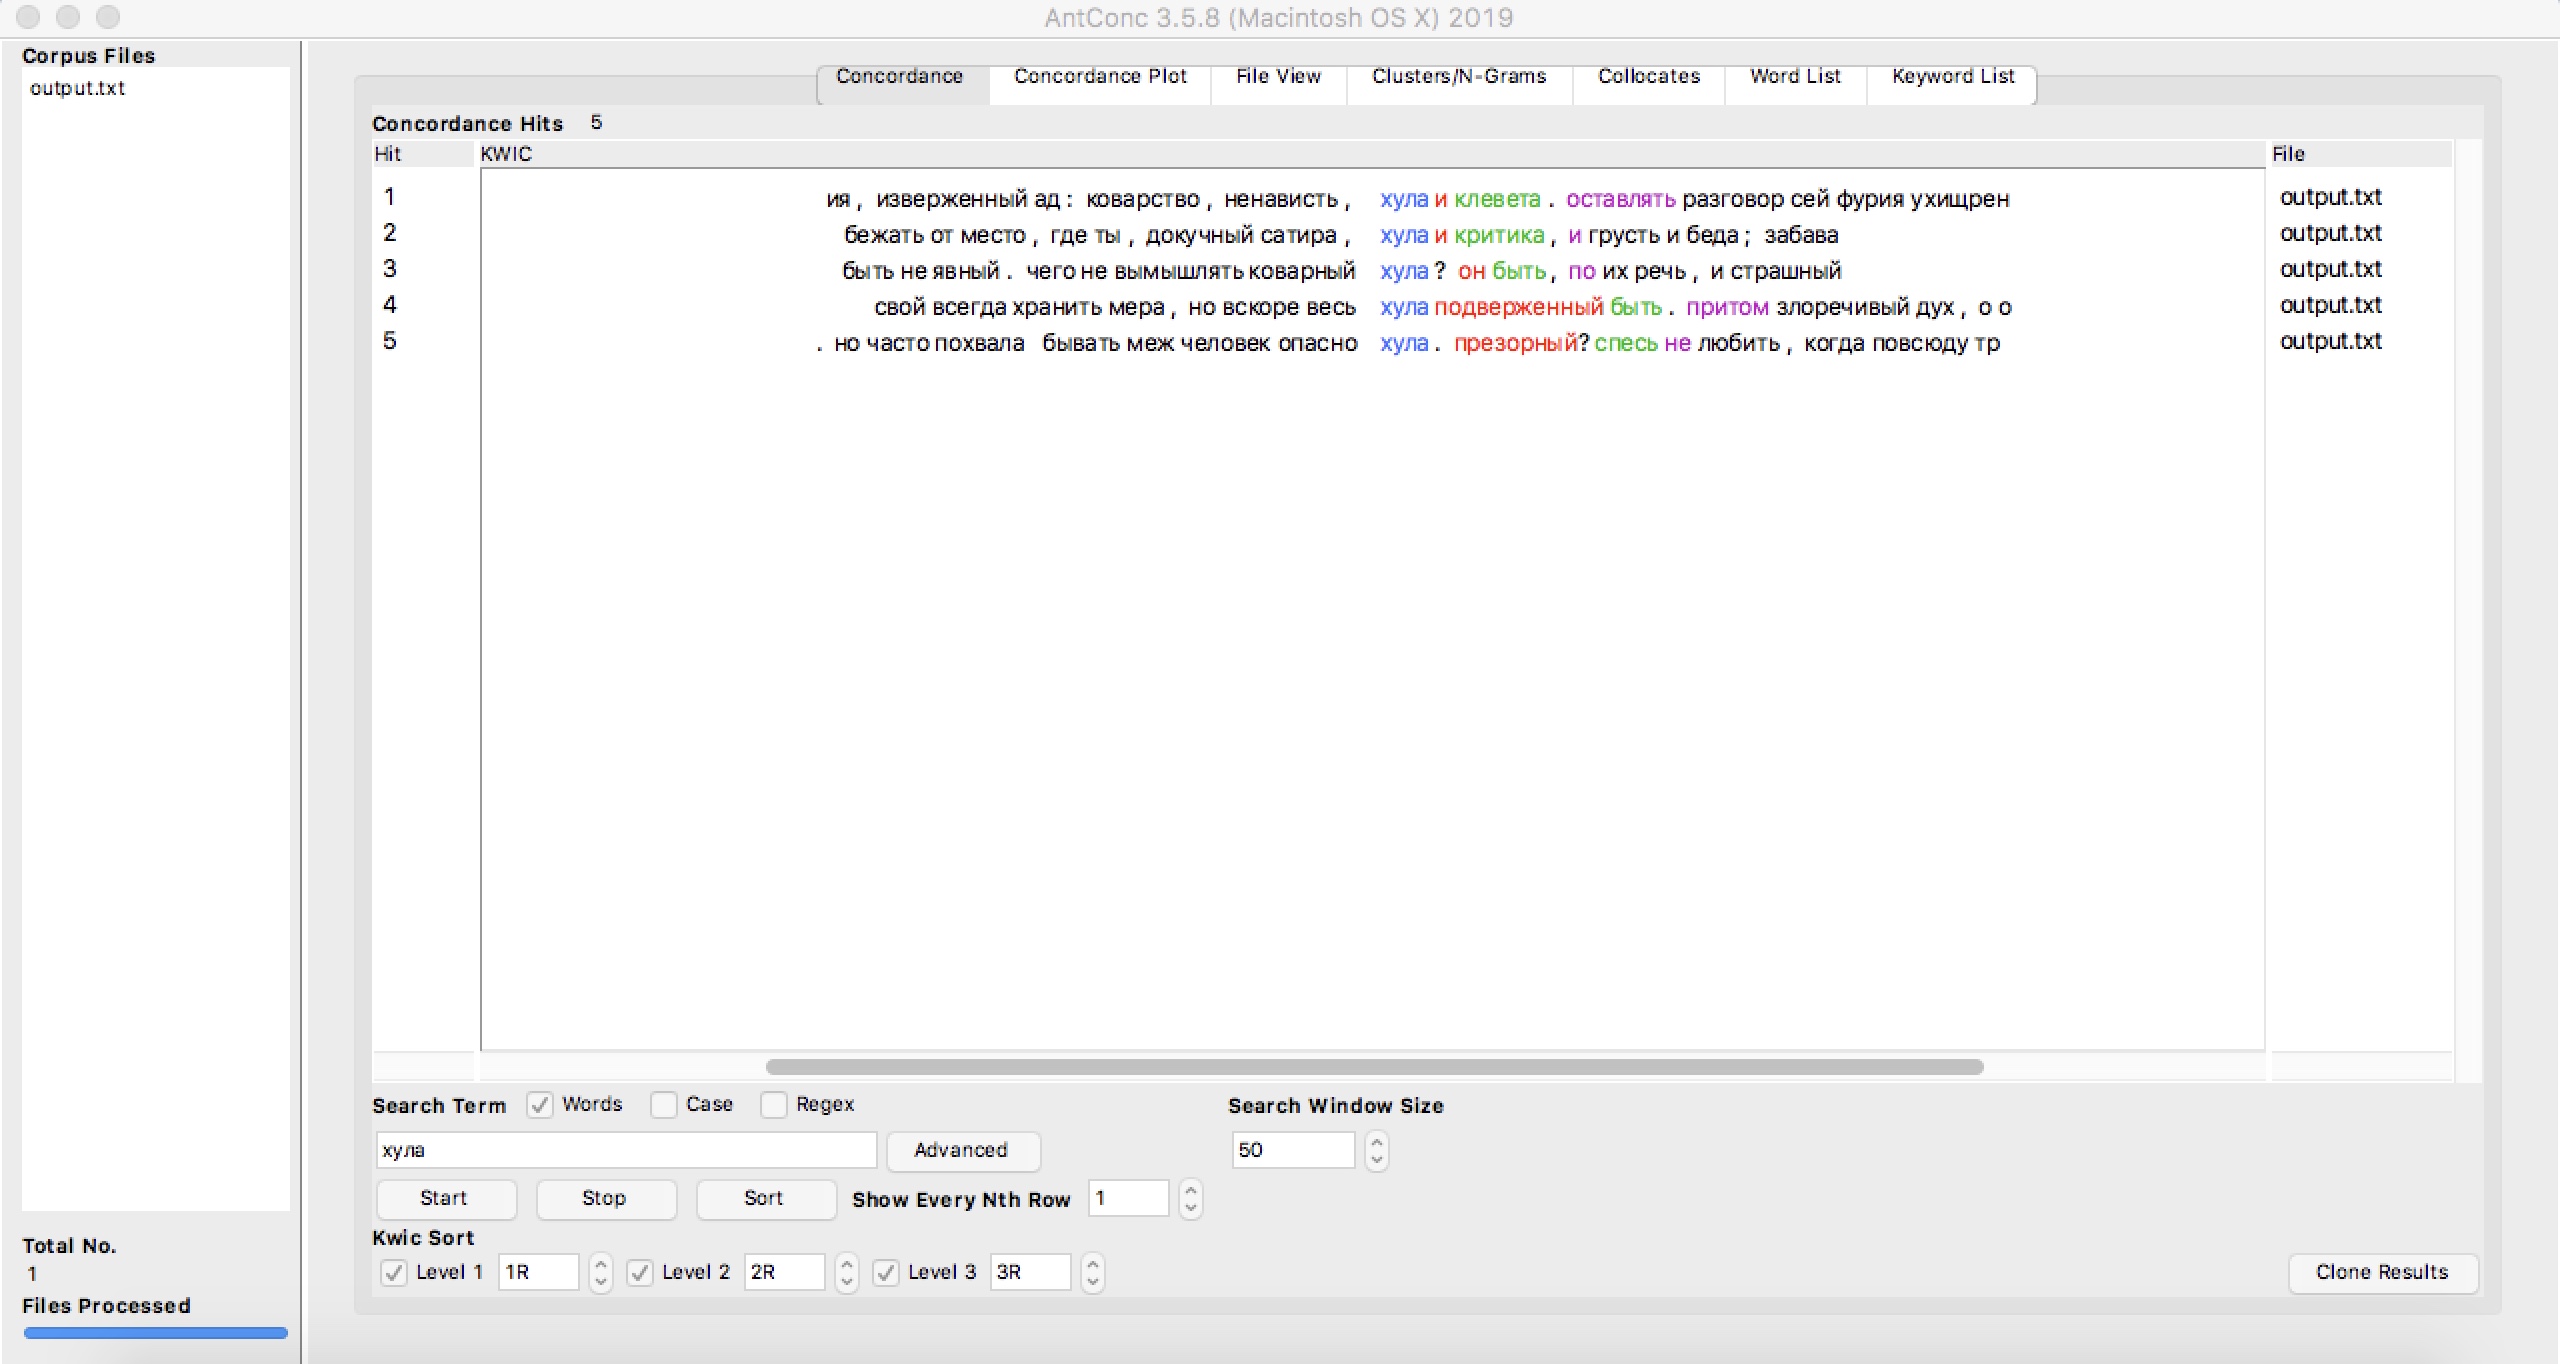 AntConc 3.5.8 (Macintosh OS X) 2019
Corpus Files
output.txt
Concordance Concordance Plot File View Clusters/N-Grams Collocates Word List Keyword List
Concordance Hits 5
Hit KWIC File
1 ия , изверженный ад : коварство , ненависть , хула и клевета . оставлять разговор сей фурия ухищрен output.txt
2 бежать от место , где ты , докучный сатира , хула и критика , и грусть и беда ; забава output.txt
3 быть не явный . чего не вымышлять коварный хула ? он быть , по их речь , и страшный output.txt
4 свой всегда хранить мера , но вскоре весь хула подверженный быть . притом злоречивый дух , о о output.txt
5 . но часто похвала бывать меж человек опасно хула . презорный? спесь не любить , когда повсюду тр output.txt
Search Term Words Case Regex Search Window Size
хула Advanced 50
Start Stop Sort Show Every Nth Row 1
Kwic Sort
Level 1 1R Level 2 2R Level 3 3R Clone Results
Total No.
1
Files Processed